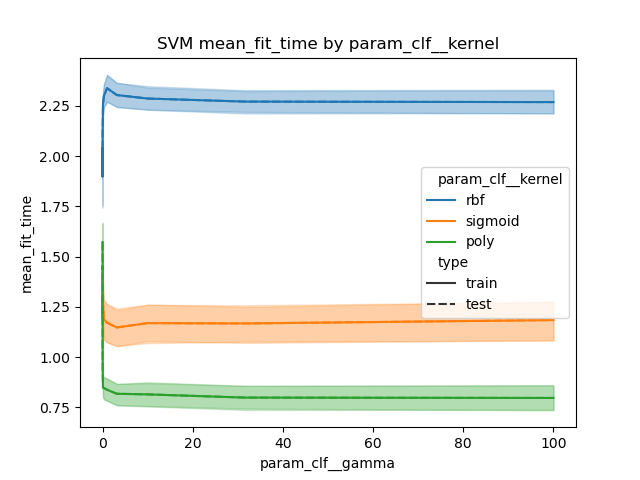 SVM mean_fit_time by param_clf__kernel
mean_fit_time
2.25
2.00
1.75
1.50
1.25
1.00
0.75
param_clf__kernel
rbf
sigmoid
poly
type
train
test
0
20
40
60
80
100
param_clf__gamma